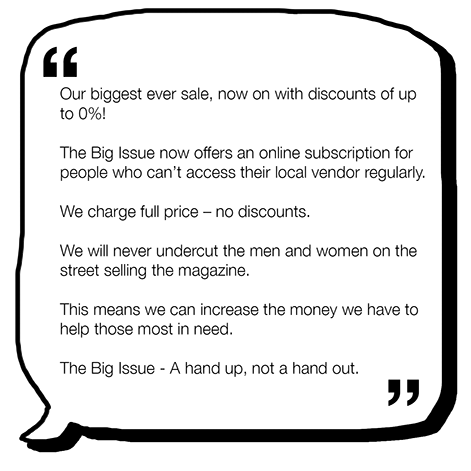 “
Our biggest ever sale, now on with discounts of up
to 0%!
The Big Issue now offers an online subscription for
people who can’t access their local vendor regularly.
We charge full price – no discounts.
We will never undercut the men and women on the
street selling the magazine.
This means we can increase the money we have to
help those most in need.
The Big Issue - A hand up, not a hand out.
”